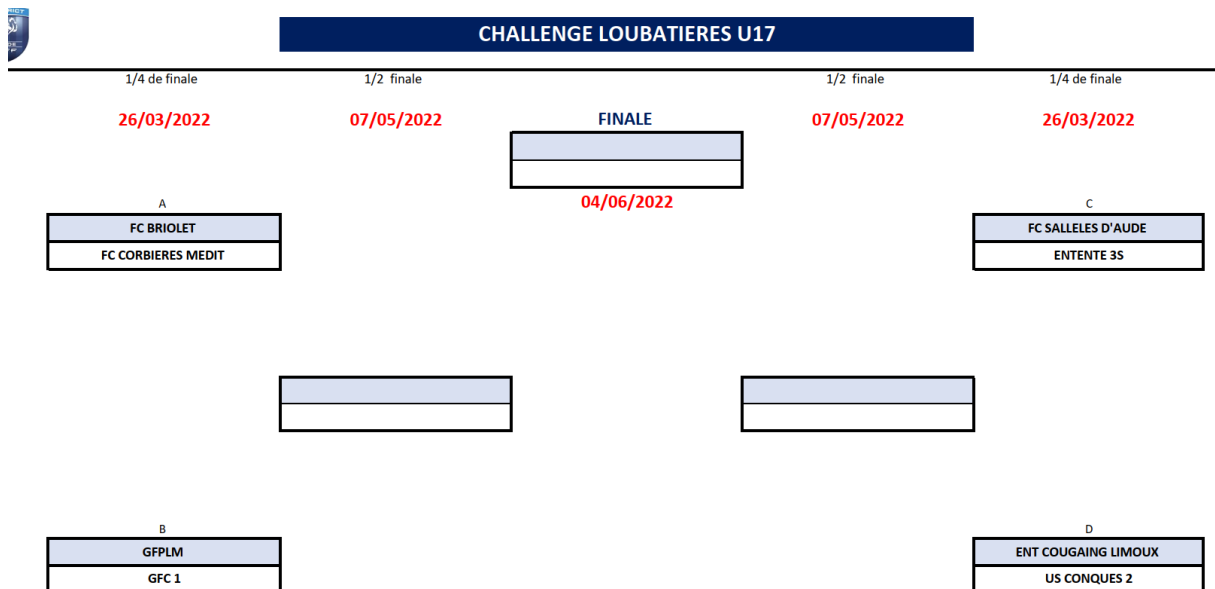 CHALLENGE LOUBATIERES U17
1/4 de finale 1/2 finale 1/2 finale 1/4 de finale
26/03/2022 07/05/2022 FINALE 07/05/2022 26/03/2022
04/06/2022
A C
FC BRIOLET FC SALLELES D'AUDE
FC CORBIERES MEDIT ENTENTE 3S
B D
GFPLM ENT COUGAING LIMOUX
GFC 1 US CONQUES 2